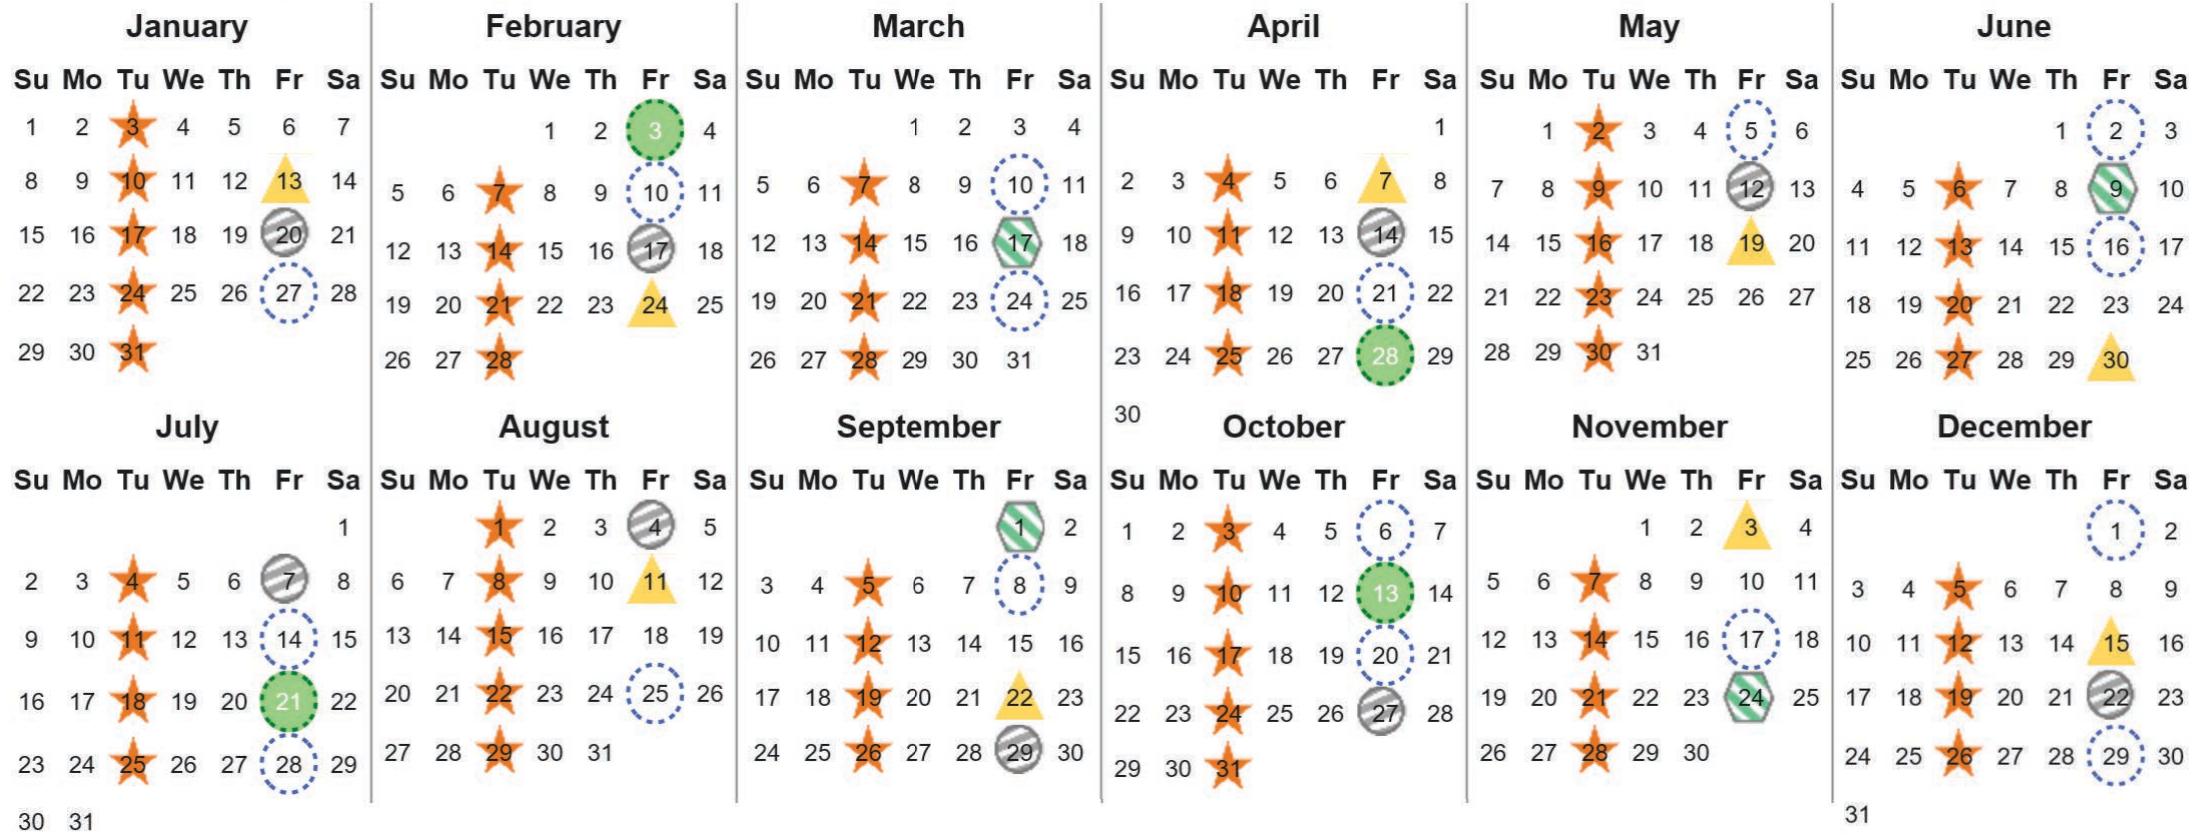 January February March April May June
Su Mo Tu We Th Fr Sa Su Mo Tu We Th Fr Sa Su Mo Tu We Th Fr Sa Su Mo Tu We Th Fr Sa Su Mo Tu We Th Fr Sa Su Mo Tu We Th Fr Sa
1 2 3 4 5 6 7 1 2 3 4 1 2 3 4 1 1 2 3 4 5 6 1 2 3
8 9 10 11 12 13 14 5 6 7 8 9 10 11 5 6 7 8 9 10 11 2 3 4 5 6 7 8 7 8 9 10 11 12 13 4 5 6 7 8 9 10
15 16 17 18 19 20 21 12 13 14 15 16 17 18 12 13 14 15 16 17 18 9 10 11 12 13 14 15 14 15 16 17 18 19 20 11 12 13 14 15 16 17
22 23 24 25 26 27 28 19 20 21 22 23 24 25 19 20 21 22 23 24 25 16 17 18 19 20 21 22 21 22 23 24 25 26 27 18 19 20 21 22 23 24
29 30 31 26 27 28 26 27 28 29 30 31 23 24 25 26 27 28 29 28 29 30 31 25 26 27 28 29 30
30
July August September October November December
Su Mo Tu We Th Fr Sa Su Mo Tu We Th Fr Sa Su Mo Tu We Th Fr Sa Su Mo Tu We Th Fr Sa Su Mo Tu We Th Fr Sa Su Mo Tu We Th Fr Sa
1 1 2 3 4 5 1 2 1 2 3 4 5 6 7 1 2 3 4 1 2
2 3 4 5 6 7 8 6 7 8 9 10 11 12 3 4 5 6 7 8 9 8 9 10 11 12 13 14 5 6 7 8 9 10 11 3 4 5 6 7 8 9
9 10 11 12 13 14 15 13 14 15 16 17 18 19 10 11 12 13 14 15 16 15 16 17 18 19 20 21 12 13 14 15 16 17 18 10 11 12 13 14 15 16
16 17 18 19 20 21 22 20 21 22 23 24 25 26 17 18 19 20 21 22 23 22 23 24 25 26 27 28 19 20 21 22 23 24 25 17 18 19 20 21 22 23
23 24 25 26 27 28 29 27 28 29 30 31 24 25 26 27 28 29 30 29 30 31 26 27 28 29 30 24 25 26 27 28 29 30
30 31 31